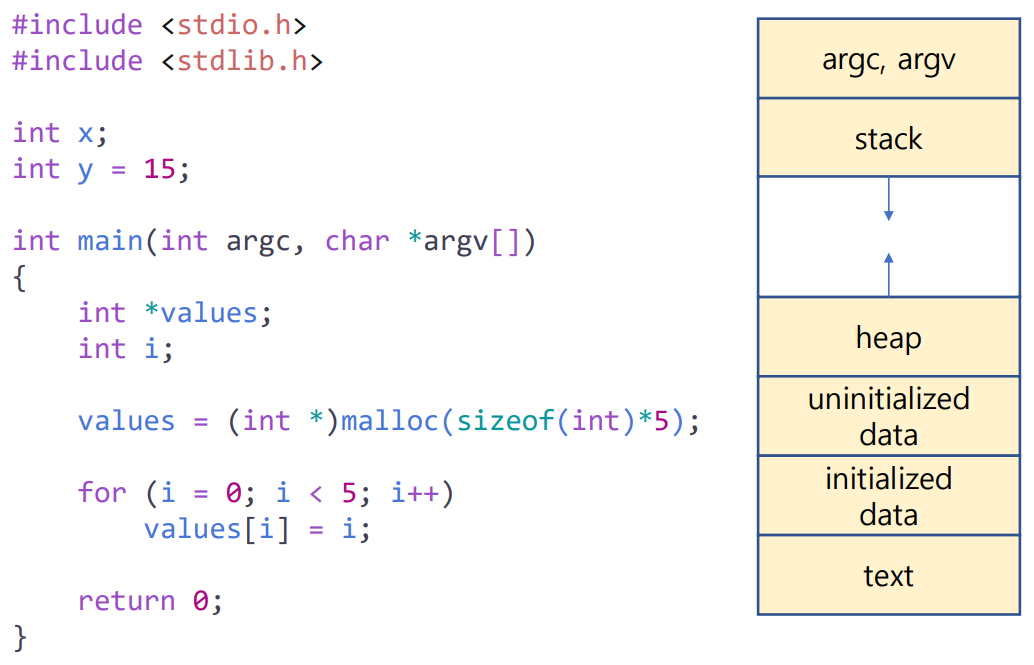 #include <stdio.h>
#include <stdlib.h>
int x;
int y = 15;
int main(int argc, char *argv[])
{
    int *values;
    int i;
    values = (int *)malloc(sizeof(int)*5);
    for (i = 0; i < 5; i++)
        values[i] = i;
    return 0;
}
argc, argv
stack
heap
uninitialized
data
initialized
data
text